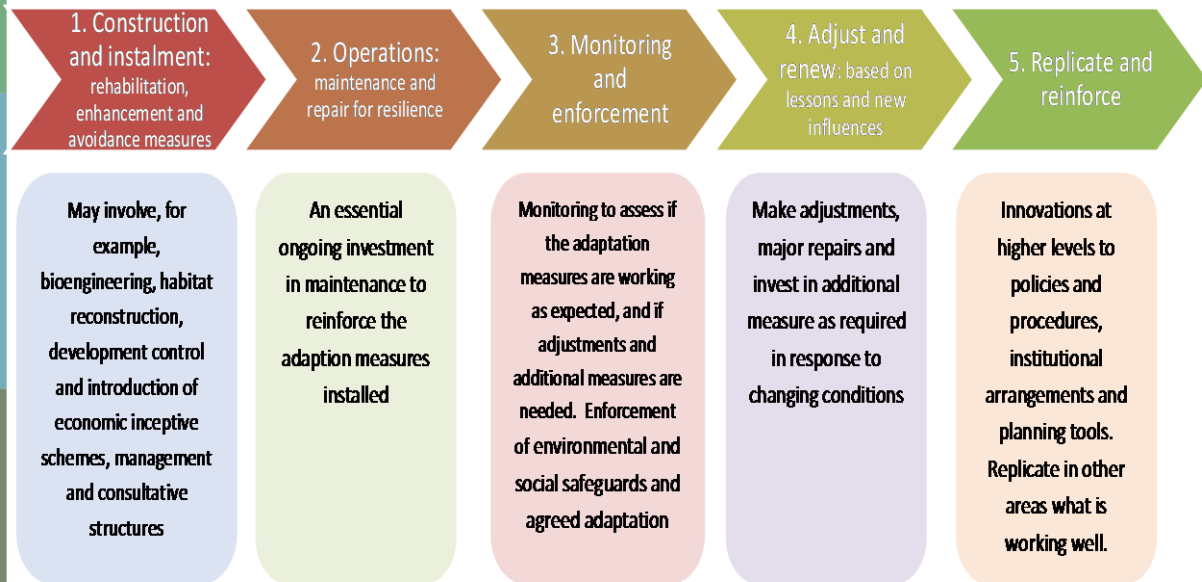 1. Construction
and instalment:
rehabilitation,
enhancement and
avoidance measures
2. Operations:
maintenance and
repair for resilience
3. Monitoring
and
enforcement
4. Adjust and
renew: based on
lessons and new
influences
5. Replicate and
reinforce
May involve, for
example,
bioengineering, habitat
reconstruction,
development control
and introduction of
economic inceptive
schemes, management
and consultative
structures
An essential
ongoing investment
in maintenance to
reinforce the
adaption measures
installed
Monitoring to assess if
the adaptation
measures are working
as expected, and if
adjustments and
additional measures are
needed. Enforcement
of environmental and
social safeguards and
agreed adaptation
Make adjustments,
major repairs and
invest in additional
measure as required
in response to
changing conditions
Innovations at
higher levels to
policies and
procedures,
institutional
arrangements and
planning tools.
Replicate in other
areas what is
working well.